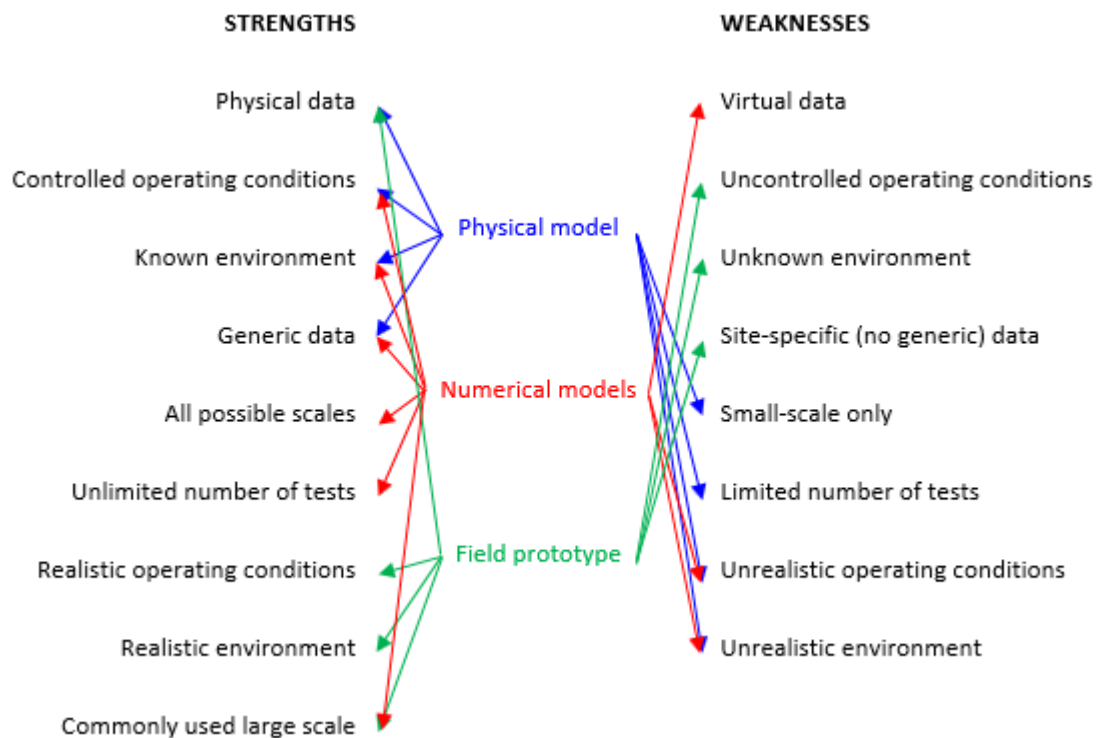 STRENGTHS
WEAKNESSES
Physical data
Virtual data
Controlled operating conditions
Uncontrolled operating conditions
Physical model
Known environment
Unknown environment
Generic data
Site-specific (no generic) data
Numerical models
All possible scales
Small-scale only
Unlimited number of tests
Limited number of tests
Field prototype
Realistic operating conditions
Unrealistic operating conditions
Realistic environment
Unrealistic environment
Commonly used large scale